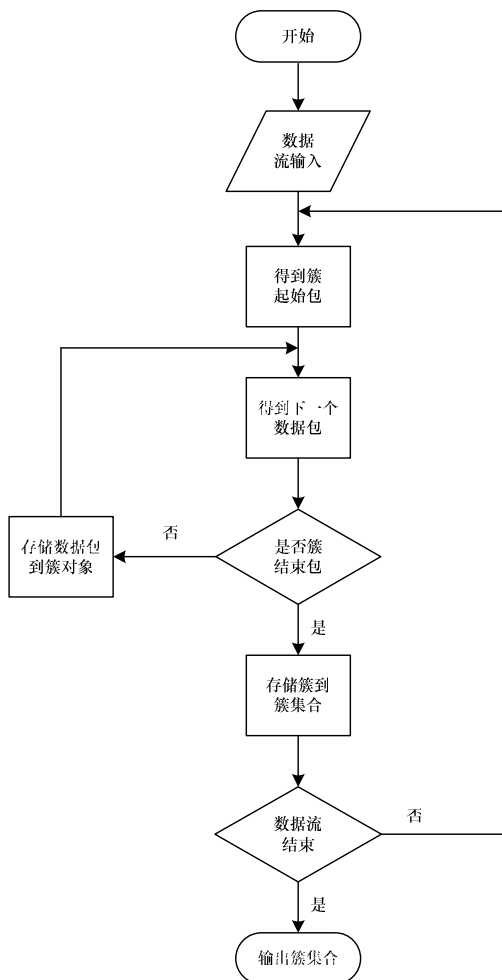 开始
数据
流输入
得到簇
起始包
得到下一个
数据包
否
是否簇
结束包
存储数据包
到簇对象
是
存储簇到
簇集合
否
数据流
结束
是
输出簇集合